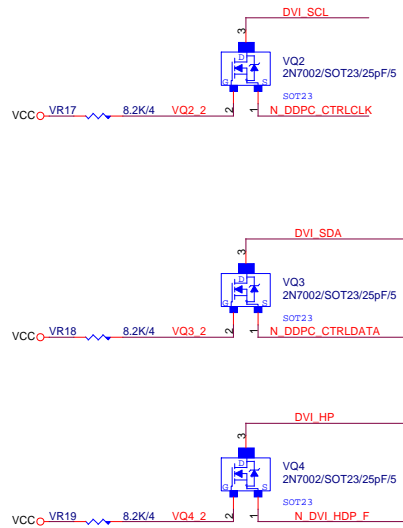 DVI_SCL
3
D
VQ2
2N7002/SOT23/25pF/5
G S
SOT23
VCC VR17 8.2K/4 VQ2_2 2 1 N_DDPC_CTRLCLK
DVI_SDA
3
D
VQ3
2N7002/SOT23/25pF/5
G S
SOT23
VCC VR18 8.2K/4 VQ3_2 2 1 N_DDPC_CTRLDATA
DVI_HP
3
D
VQ4
2N7002/SOT23/25pF/5
G S
SOT23
VCC VR19 8.2K/4 VQ4_2 2 1 N_DVI_HDP_F